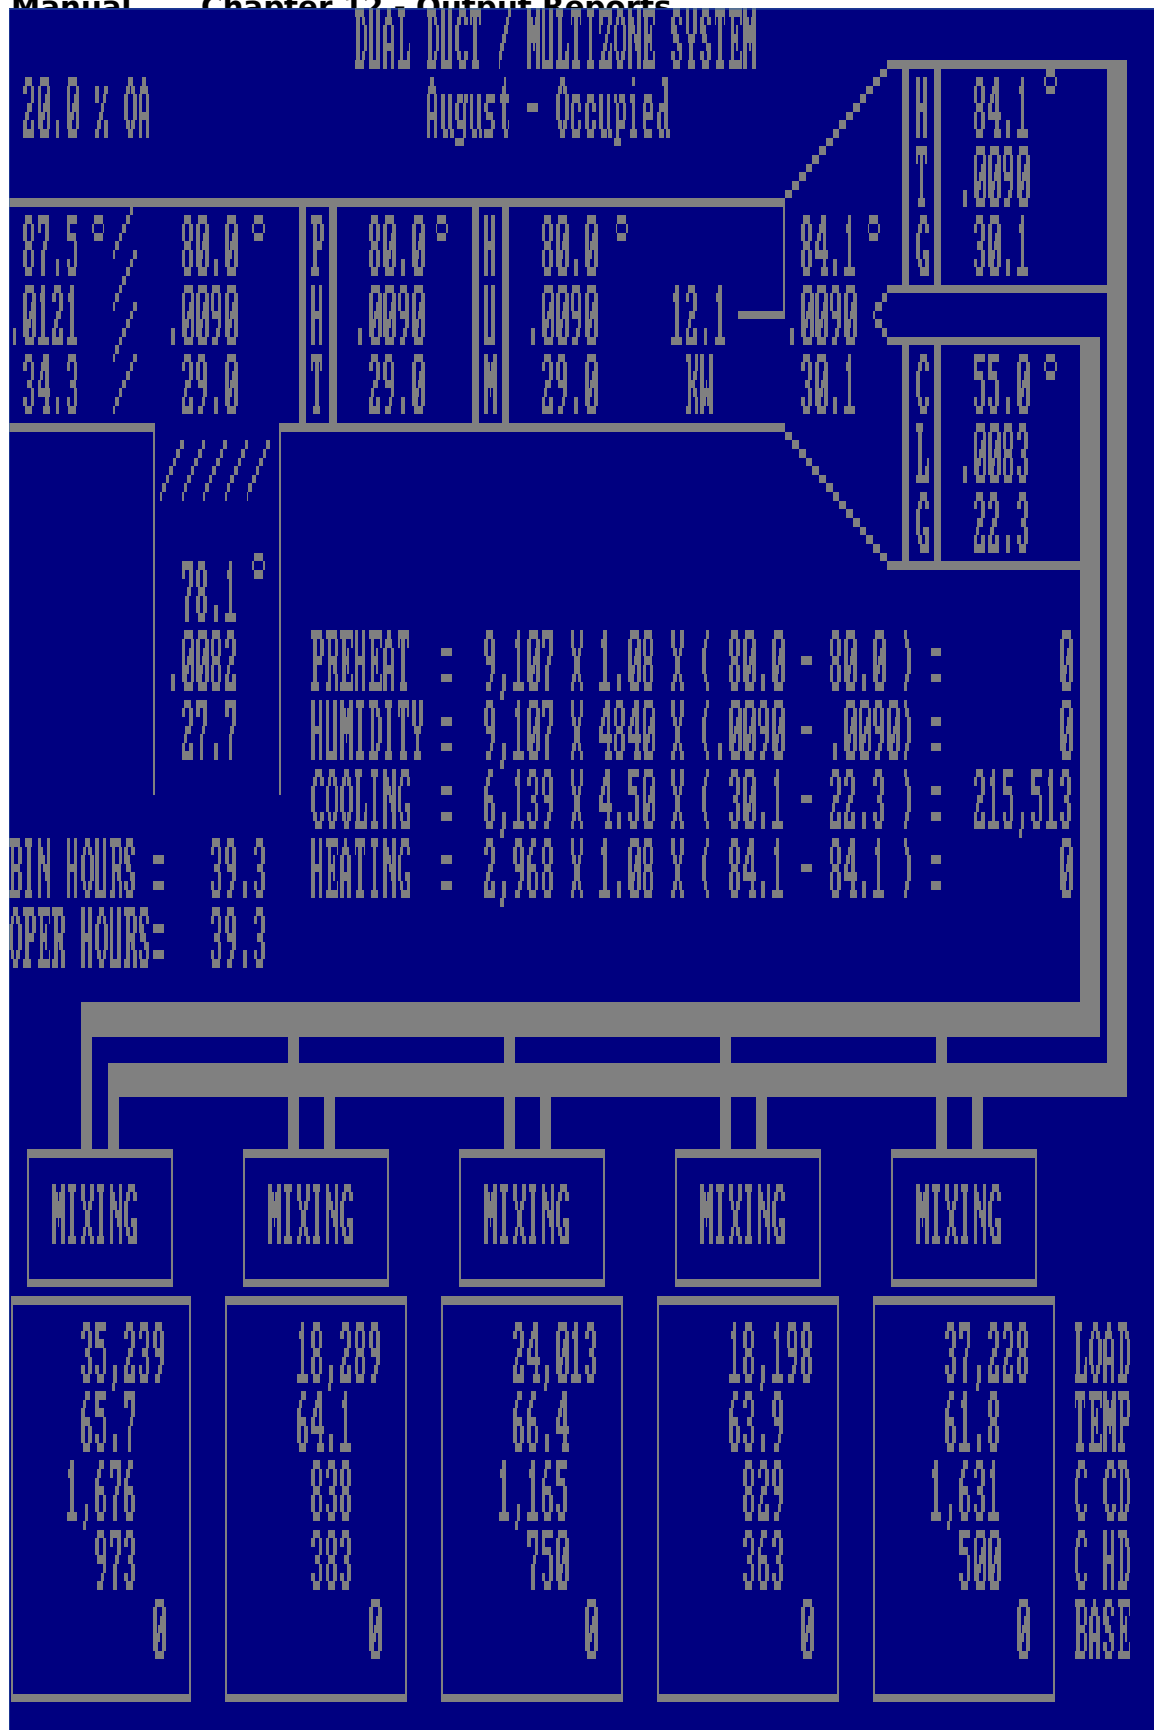 Manual Chapter 12 - Output Reports
DUAL DUCT / MULTIZONE SYSTEM
20.0 % OA August - Occupied H 84.1°
T .0090
87.5° / 80.0° P 80.0° H 80.0° 84.1° G 30.1
.0121 / .0090 H .0090 U .0090 12.1 .0090
34.3 / 29.0 T 29.0 M 29.0 KW 30.1 C 55.0°
///// L .0083
G 22.3
78.1°
.0082 PREHEAT = 9,107 X 1.08 X ( 80.0 - 80.0 ) = 0
27.7 HUMIDITY = 9,107 X 4840 X (.0090 - .0090) = 0
COOLING = 6,139 X 4.50 X ( 30.1 - 22.3 ) = 215,513
BIN HOURS = 39.3 HEATING = 2,968 X 1.08 X ( 84.1 - 84.1 ) = 0
OPER HOURS= 39.3
MIXING MIXING MIXING MIXING MIXING
35,239 18,289 24,013 18,198 37,228 LOAD
65.7 64.1 66.4 63.9 61.8 TEMP
1,676 838 1,165 829 1,631 C CD
973 383 750 363 500 C HD
0 0 0 0 0 BASE